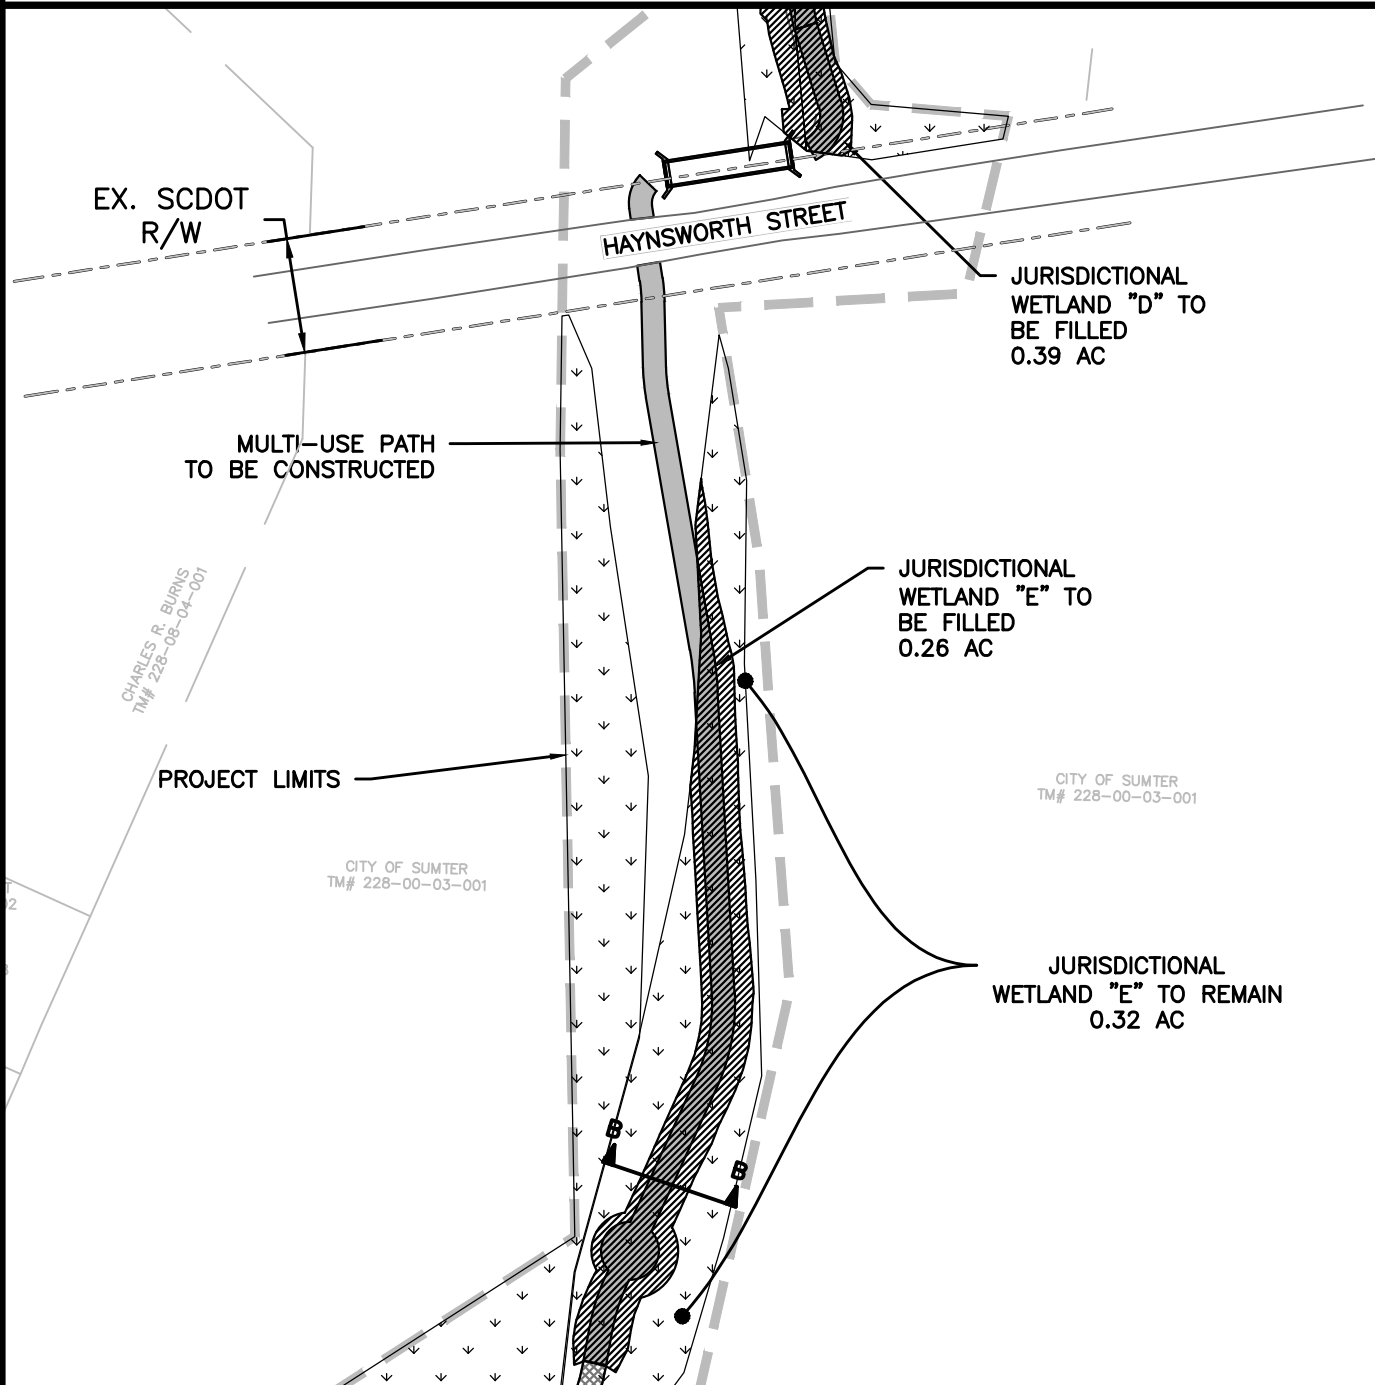 EX. SCDOT
R/W
HAYNSWORTH STREET
JURISDICTIONAL
WETLAND "D" TO
BE FILLED
0.39 AC
MULTI-USE PATH
TO BE CONSTRUCTED
JURISDICTIONAL
WETLAND "E" TO
BE FILLED
0.26 AC
CHARLES R. BURNS
TM# 228-08-04-001
PROJECT LIMITS
CITY OF SUMTER
TM# 228-00-03-001
CITY OF SUMTER
TM# 228-00-03-001
JURISDICTIONAL
WETLAND "E" TO REMAIN
0.32 AC
B
B